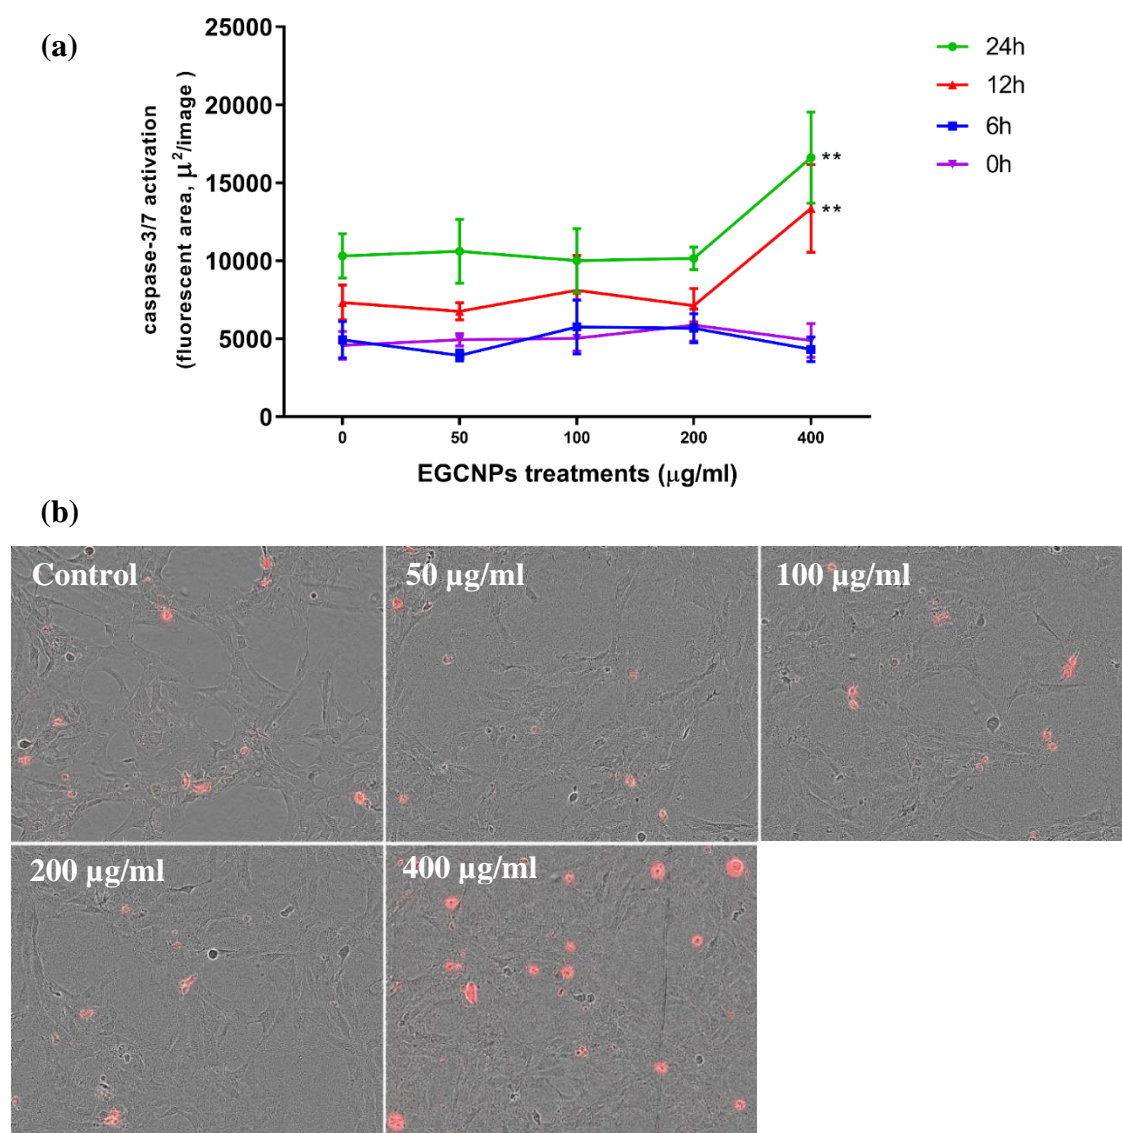 (a)
25000
20000
15000
10000
5000
0
caspase-3/7 activation
(fluorescent area, μ²/image )
**
**
24h
12h
6h
0h
0 50 100 200 400
EGCNPs treatments (μg/ml)
(b)
Control
50 µg/ml
100 µg/ml
200 µg/ml
400 µg/ml